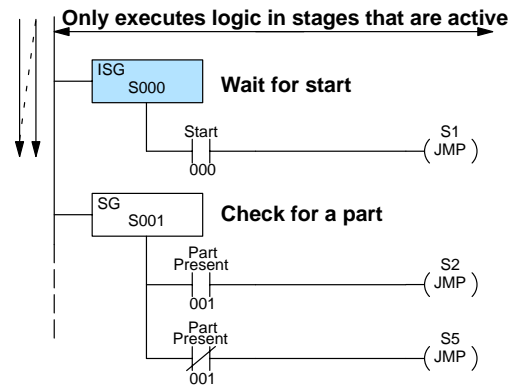 Only executes logic in stages that are active
ISG
S000
Wait for start
Start
000
S1
JMP
SG
S001
Check for a part
Part
Present
001
S2
JMP
Part
Present
001
S5
JMP